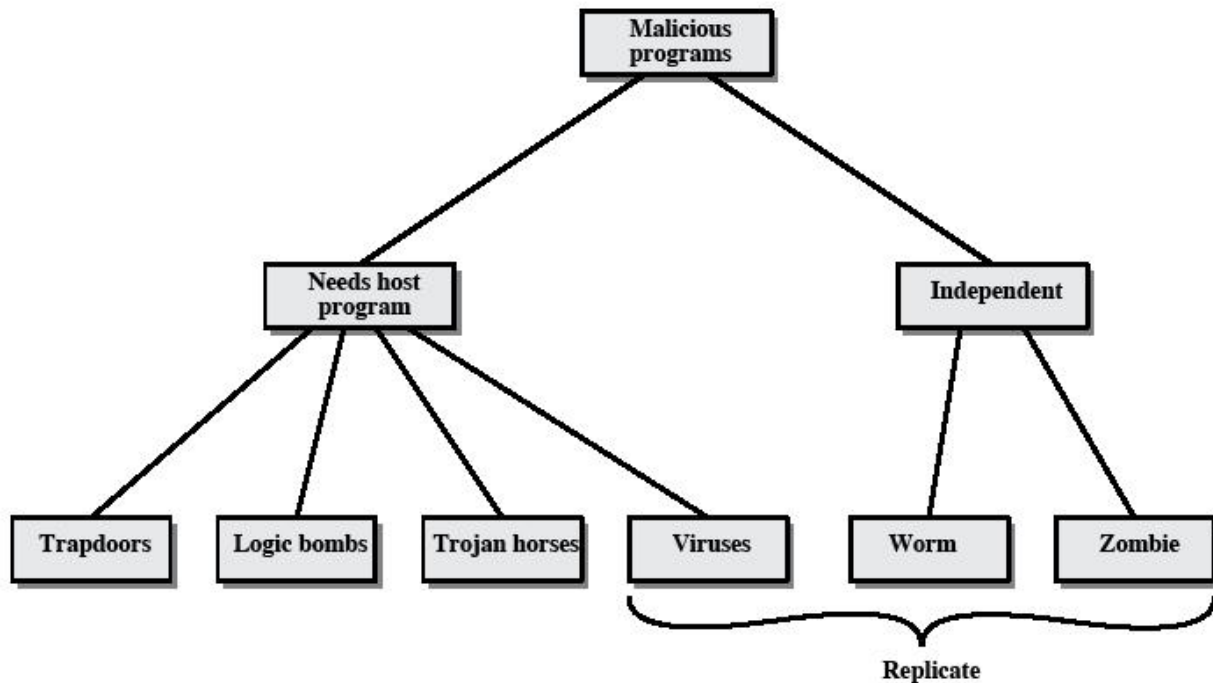 Malicious
programs
Needs host
program
Independent
Trapdoors
Logic bombs
Trojan horses
Viruses
Worm
Zombie
Replicate